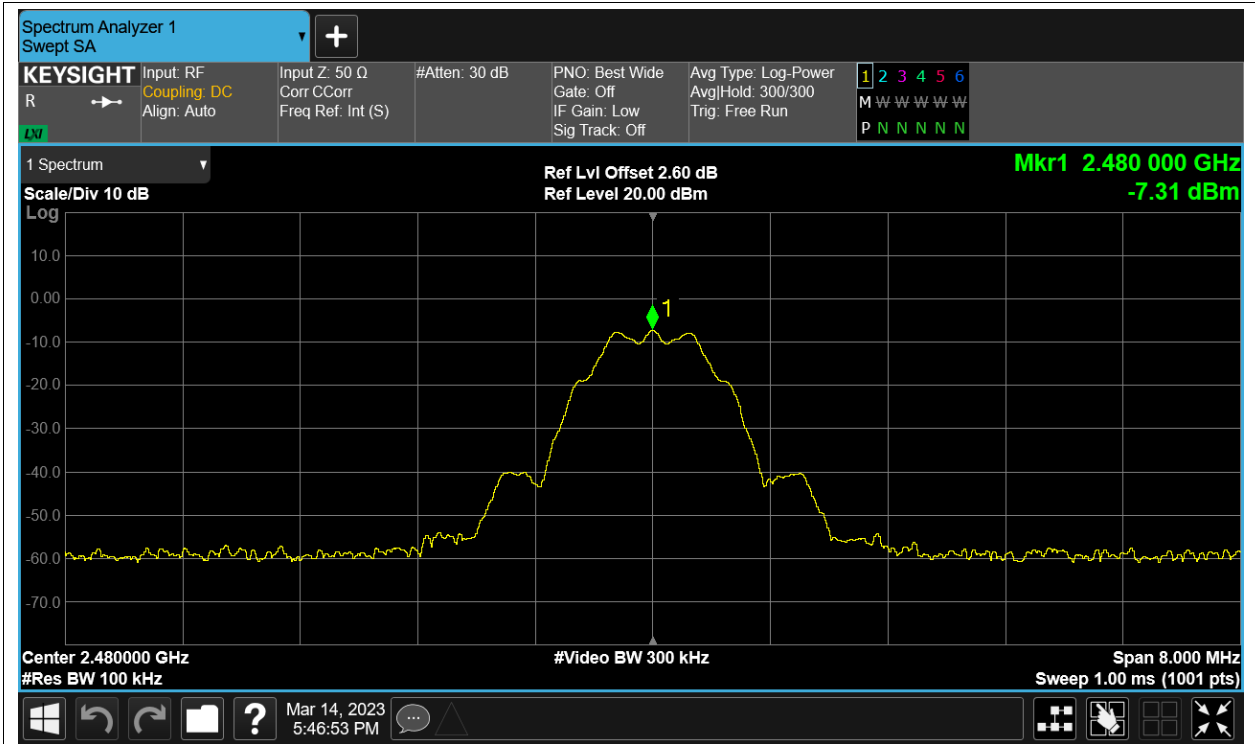 Spectrum Analyzer 1
Swept SA
+
KEYSIGHT
R
LXI
Input: RF
Coupling: DC
Align: Auto
Input Z: 50 Ω
Corr CCorr
Freq Ref: Int (S)
#Atten: 30 dB
PNO: Best Wide
Gate: Off
IF Gain: Low
Sig Track: Off
Avg Type: Log-Power
Avg|Hold: 300/300
Trig: Free Run
1 2 3 4 5 6
M W W W W W
P N N N N N
1 Spectrum
Scale/Div 10 dB
Log
Ref Lvl Offset 2.60 dB
Ref Level 20.00 dBm
Mkr1 2.480 000 GHz
-7.31 dBm
10.0
0.00
1
-10.0
-20.0
-30.0
-40.0
-50.0
-60.0
-70.0
Center 2.480000 GHz
#Res BW 100 kHz
#Video BW 300 kHz
Span 8.000 MHz
Sweep 1.00 ms (1001 pts)
?
Mar 14, 2023
5:46:53 PM